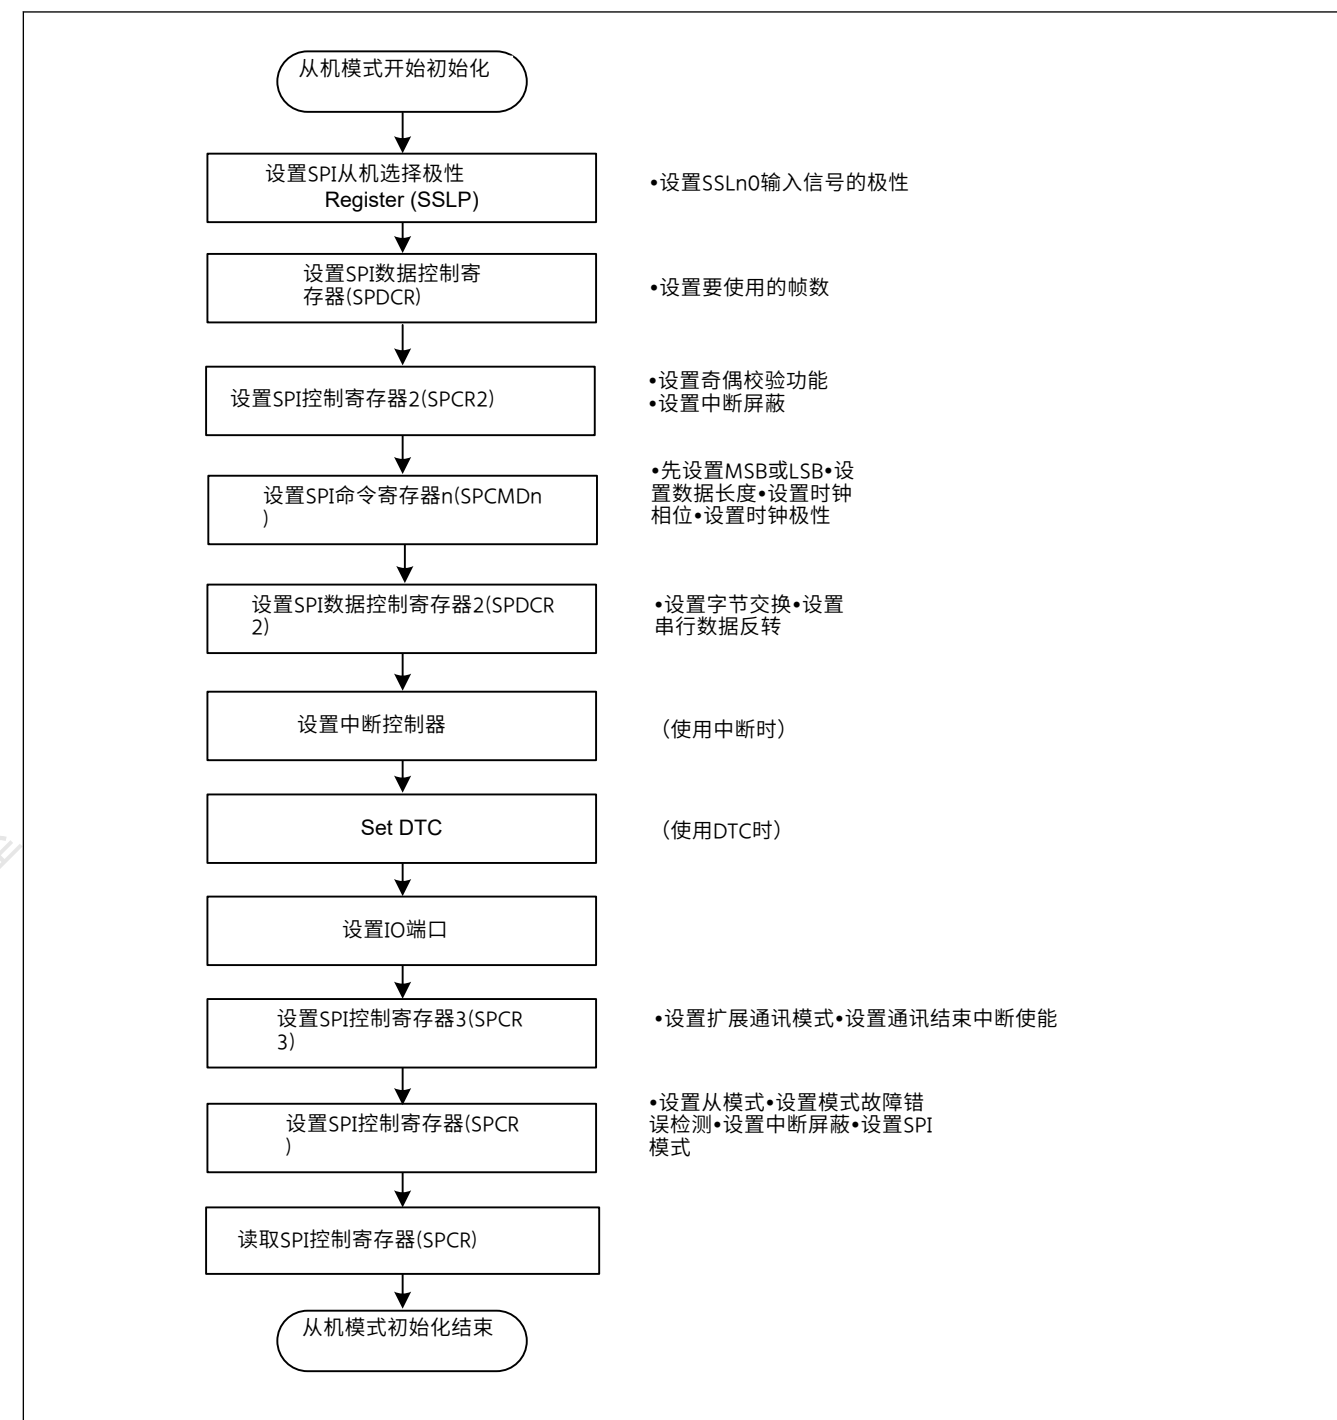 从机模式开始初始化
设置SPI从机选择极性
Register (SSLP)
•设置SSLn0输入信号的极性
设置SPI数据控制寄
存器(SPDCR)
•设置要使用的帧数
设置SPI控制寄存器2(SPCR2)
•设置奇偶校验功能
•设置中断屏蔽
设置SPI命令寄存器n(SPCMDn
)
•先设置MSB或LSB•设
置数据长度•设置时钟
相位•设置时钟极性
设置SPI数据控制寄存器2(SPDCR
2)
•设置字节交换•设置
串行数据反转
设置中断控制器
（使用中断时）
Set DTC
（使用DTC时）
设置IO端口
设置SPI控制寄存器3(SPCR
3)
•设置扩展通讯模式•设置通讯结束中断使能
设置SPI控制寄存器(SPCR
)
•设置从模式•设置模式故障错
误检测•设置中断屏蔽•设置SPI
模式
读取SPI控制寄存器(SPCR)
从机模式初始化结束